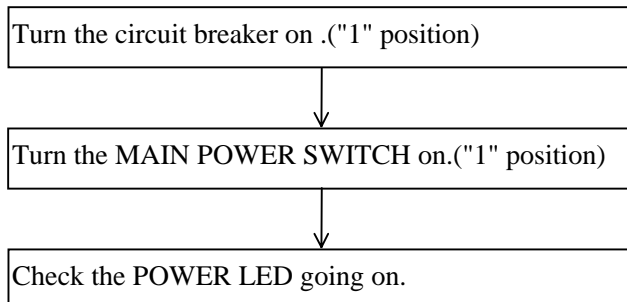 Turn the circuit breaker on .("1" position)
Turn the MAIN POWER SWITCH on.("1" position)
Check the POWER LED going on.